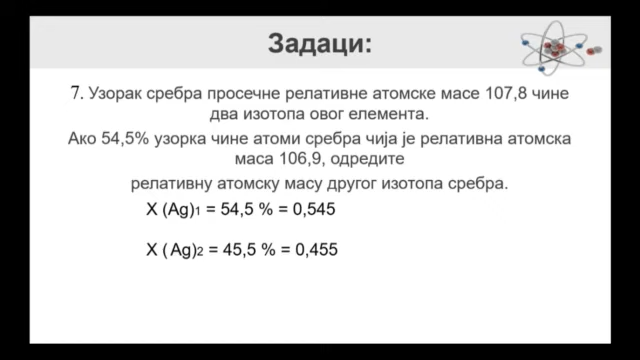 Задаци:
7. Узорак сребра просечне релативне атомске масе 107,8 чине
два изотопа овог елемента.
Ако 54,5% узорка чине атоми сребра чија је релативна атомска
маса 106,9, одредите
релативну атомску масу другог изотопа сребра.
X (Ag)1 = 54,5 % = 0,545
X ( Ag)2 = 45,5 % = 0,455